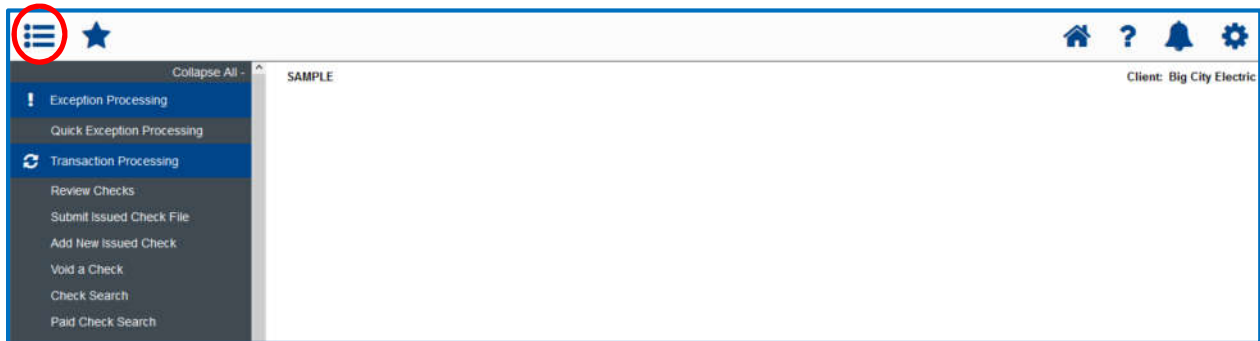 Collapse All -
SAMPLE
Client: Big City Electric
Exception Processing
Quick Exception Processing
Transaction Processing
Review Checks
Submit Issued Check File
Add New Issued Check
Void a Check
Check Search
Paid Check Search